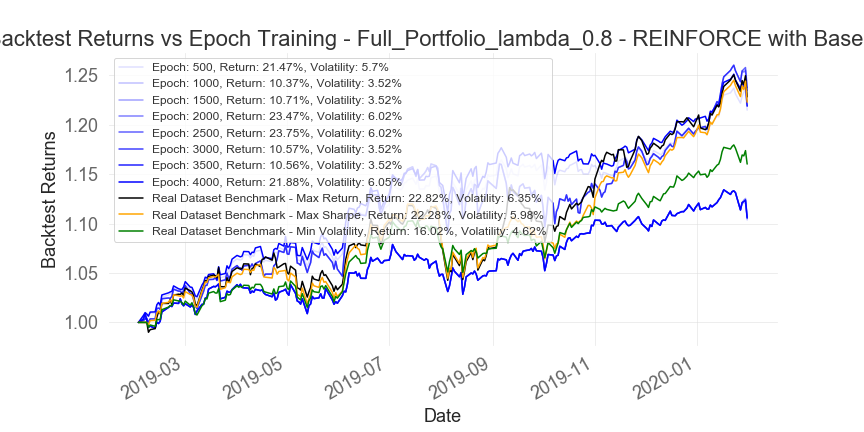 Backtest Returns vs Epoch Training - Full_Portfolio_lambda_0.8 - REINFORCE with Base
Epoch: 500, Return: 21.47%, Volatility: 5.7%
Epoch: 1000, Return: 10.37%, Volatility: 3.52%
Epoch: 1500, Return: 10.71%, Volatility: 3.52%
Epoch: 2000, Return: 23.47%, Volatility: 6.02%
Epoch: 2500, Return: 23.75%, Volatility: 6.02%
Epoch: 3000, Return: 10.57%, Volatility: 3.52%
Epoch: 3500, Return: 10.56%, Volatility: 3.52%
Epoch: 4000, Return: 21.88%, Volatility: 6.05%
Real Dataset Benchmark - Max Return, Return: 22.82%, Volatility: 6.35%
Real Dataset Benchmark - Max Sharpe, Return: 22.28%, Volatility: 5.98%
Real Dataset Benchmark - Min Volatility, Return: 16.02%, Volatility: 4.62%
Backtest Returns
1.25
1.20
1.15
1.10
1.05
1.00
2019-03
2019-05
2019-07
2019-09
2019-11
2020-01
Date